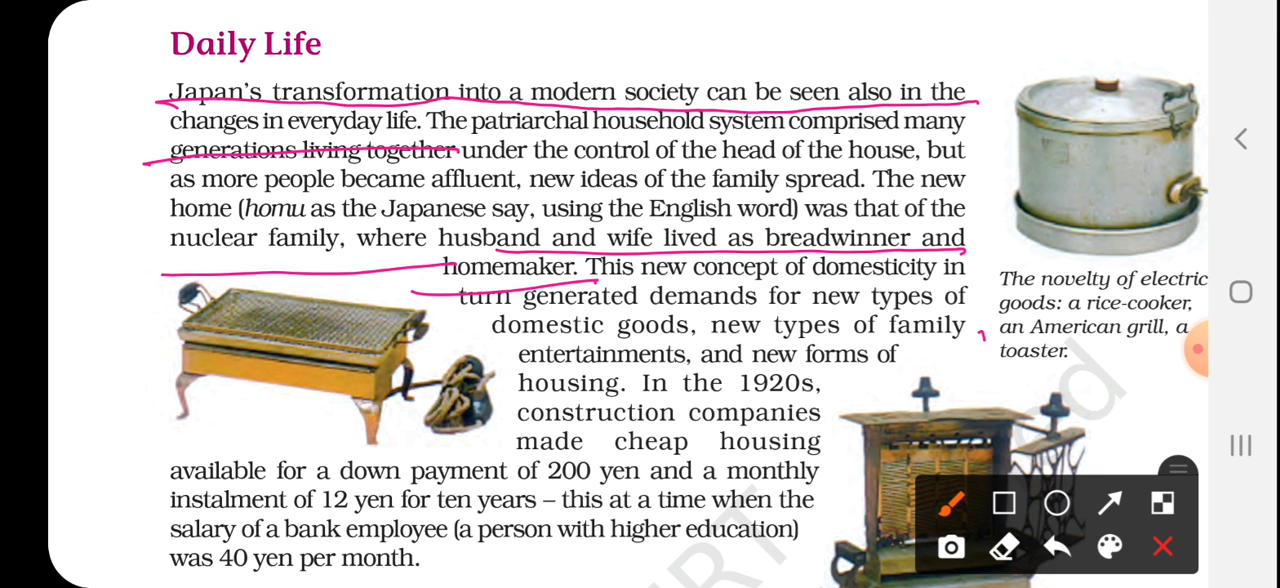 Daily Life
Japan's transformation into a modern society can be seen also in the
changes in everyday life. The patriarchal household system comprised many
generations living together under the control of the head of the house, but
as more people became affluent, new ideas of the family spread. The new
home (homu as the Japanese say, using the English word) was that of the
nuclear family, where husband and wife lived as breadwinner and
homemaker. This new concept of domesticity in
turn generated demands for new types of
domestic goods, new types of family
entertainments, and new forms of
housing. In the 1920s,
construction companies
made cheap housing
available for a down payment of 200 yen and a monthly
instalment of 12 yen for ten years – this at a time when the
salary of a bank employee (a person with higher education)
was 40 yen per month.
The novelty of electric
goods: a rice-cooker,
an American grill, a
toaster.